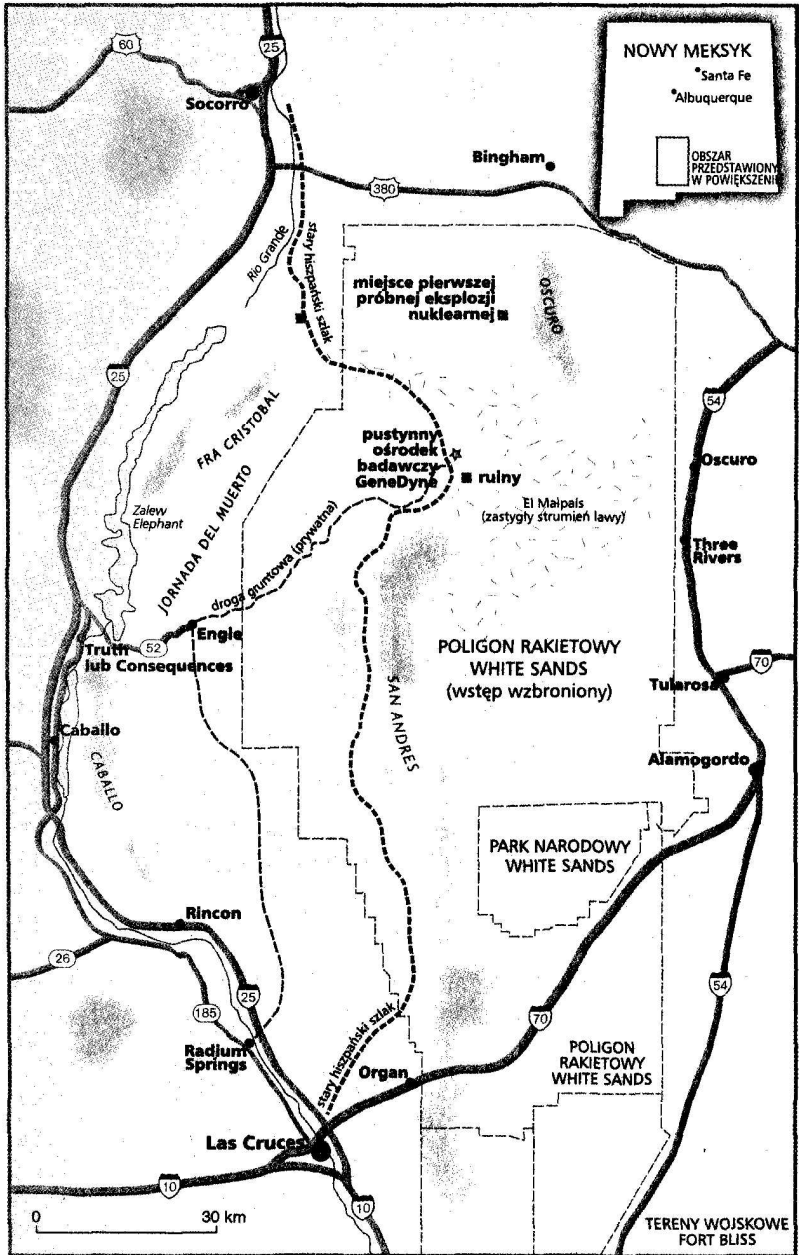 60
25
Socorro
NOWY MEKSYK
Santa Fe
Albuquerque
OBSZAR
PRZEDSTAWIONY
W POWIĘKSZENI
Bingham
380
Rio Grande
stary hiszpański szlak
miejsce pierwszej
próbnej eksplozji
nuklearnej
OSCURO
25
54
FRA CRISTOBAL
pustynny
ośrodek
badawczy
GeneDyne
ruiny
Oscuro
Zalew
Elephant
JORNADA DEL MUERTO
El Malpais
(zastygły strumień lawy)
Three
Rivers
droga gruntowa (prywatna)
Engle
52
Truth
lub Consequences
POLIGON RAKIETOWY
WHITE SANDS
(wstęp wzbroniony)
70
Tularosa
SAN ANDRES
Caballo
CABALLO
Alamogordo
PARK NARODOWY
WHITE SANDS
Rincon
26
25
185
54
70
Radium
Springs
stary hiszpański szlak
Organ
POLIGON
RAKIETOWY
WHITE SANDS
Las Cruces
10
10
0 30 km
TERENY WOJSKOWE
FORT BLISS